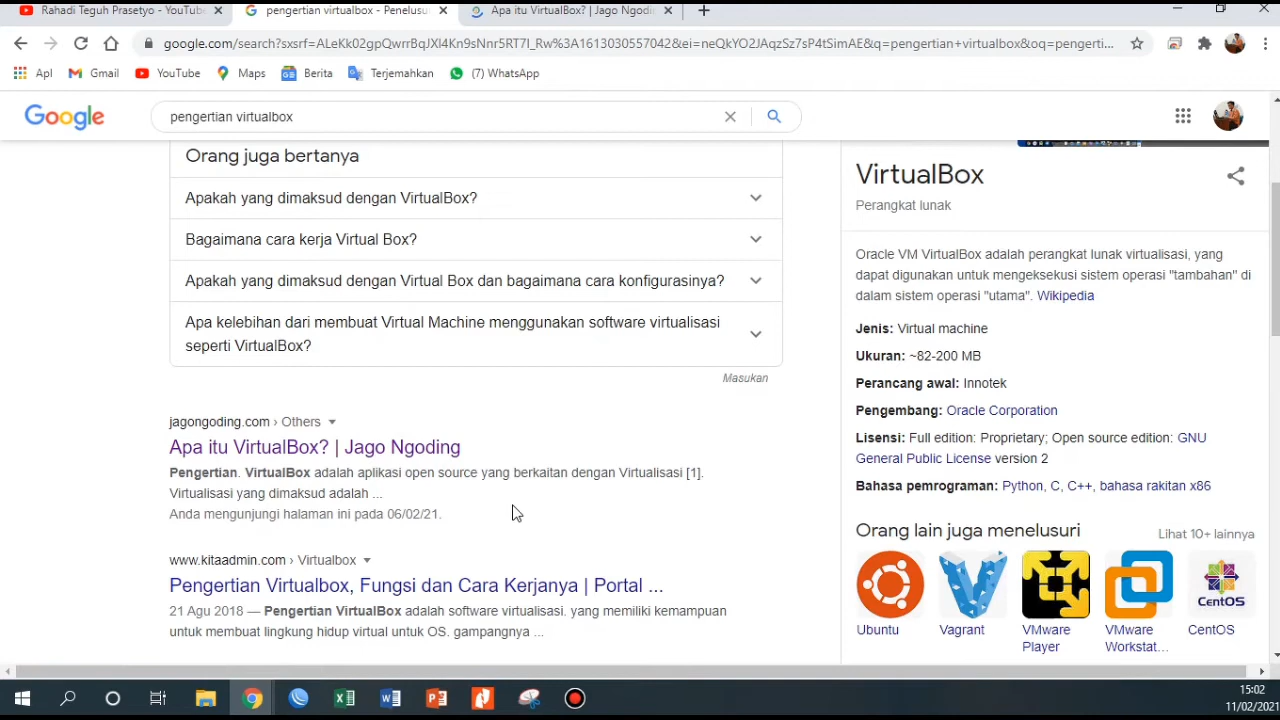 Rahadi Teguh Prasetyo - YouTube
pengertian virtualbox - Penelusu
Apa itu VirtualBox? | Jago Ngodi
google.com/search?sxsrf=ALeKk02gpQwrrBqJXl4Kn9eNnr5RT7I_Rw%3A1613030557042&ei=neQkYO2JAqzSz7sP4tSimAE&q=pengertian+virtualbox&oq=pengerti...
Apl
Gmail
YouTube
Maps
Berita
Terjemahkan
(7) WhatsApp
Google
pengertian virtualbox
Orang juga bertanya
Apakah yang dimaksud dengan VirtualBox?
Bagaimana cara kerja Virtual Box?
Apakah yang dimaksud dengan Virtual Box dan bagaimana cara konfigurasinya?
Apa kelebihan dari membuat Virtual Machine menggunakan software virtualisasi
seperti VirtualBox?
Masukan
jagongoding.com › Others
Apa itu VirtualBox? | Jago Ngoding
Pengertian. VirtualBox adalah aplikasi open source yang berkaitan dengan Virtualisasi [1].
Virtualisasi yang dimaksud adalah ...
Anda mengunjungi halaman ini pada 06/02/21.
www.kitaadmin.com › Virtualbox
Pengertian Virtualbox, Fungsi dan Cara Kerjanya | Portal ...
21 Agu 2018 — Pengertian VirtualBox adalah software virtualisasi. yang memiliki kemampuan
untuk membuat lingkung hidup virtual untuk OS. gampangnya ...
VirtualBox
Perangkat lunak
Oracle VM VirtualBox adalah perangkat lunak virtualisasi, yang
dapat digunakan untuk mengeksekusi sistem operasi "tambahan" di
dalam sistem operasi "utama". Wikipedia
Jenis: Virtual machine
Ukuran: ~82-200 MB
Perancang awal: Innotek
Pengembang: Oracle Corporation
Lisensi: Full edition: Proprietary; Open source edition: GNU
General Public License version 2
Bahasa pemrograman: Python, C, C++, bahasa rakitan x86
Orang lain juga menelusuri
Lihat 10+ lainnya
CentOS
Ubuntu
Vagrant
VMware
Player
VMware
Workstat...
CentOS
15:02
11/02/2021